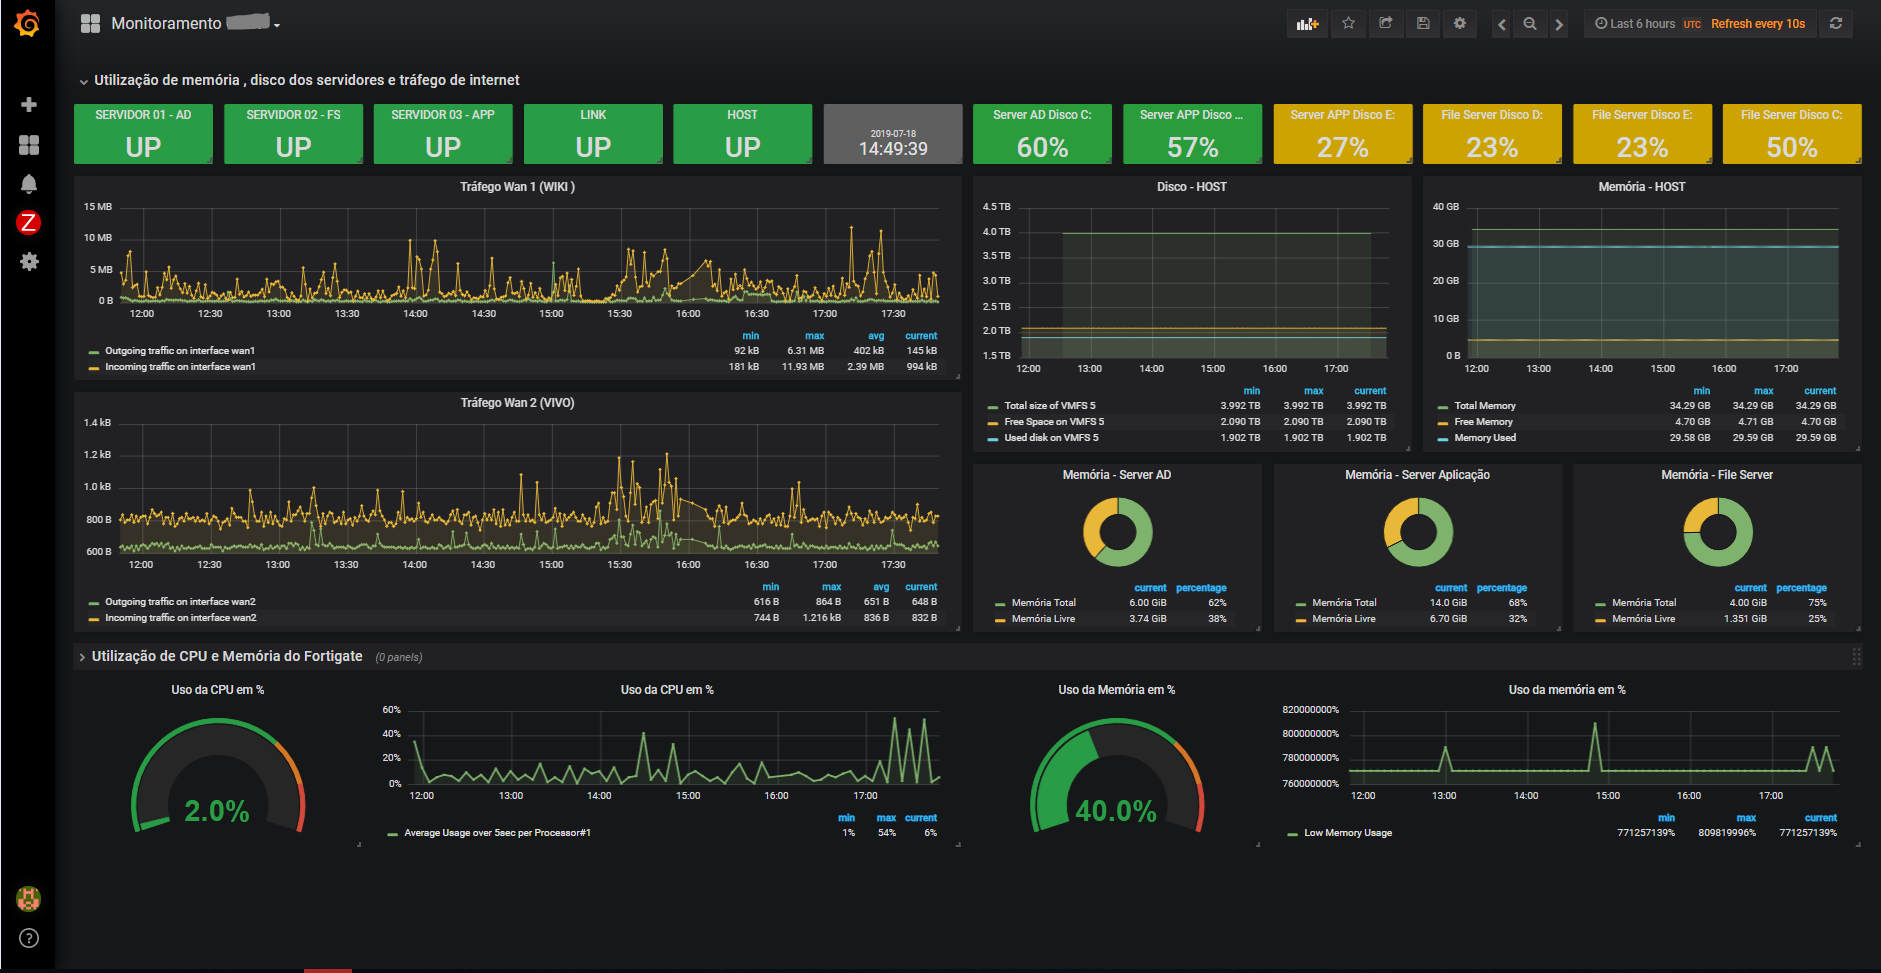 Monitoramento
Last 6 hours UTC Refresh every 10s
Z
Utilização de memória , disco dos servidores e tráfego de internet
SERVIDOR 01 - AD
UP
SERVIDOR 02 - FS
UP
SERVIDOR 03 - APP
UP
LINK
UP
HOST
UP
2019-07-18
14:49:39
Server AD Disco C:
60%
Server APP Disco ...
57%
Server APP Disco E:
27%
File Server Disco D:
23%
File Server Disco E:
23%
File Server Disco C:
50%
Tráfego Wan 1 (WIKI )
15 MB
10 MB
5 MB
0 B
12:00 12:30 13:00 13:30 14:00 14:30 15:00 15:30 16:00 16:30 17:00 17:30
min max avg current
Outgoing traffic on interface wan1 92 kB 6.31 MB 402 kB 145 kB
Incoming traffic on interface wan1 181 kB 11.93 MB 2.39 MB 994 kB
Disco - HOST
4.5 TB
4.0 TB
3.5 TB
3.0 TB
2.5 TB
2.0 TB
1.5 TB
12:00 13:00 14:00 15:00 16:00 17:00
min max current
Total size of VMFS 5 3.992 TB 3.992 TB 3.992 TB
Free Space on VMFS 5 2.090 TB 2.090 TB 2.090 TB
Used disk on VMFS 5 1.902 TB 1.902 TB 1.902 TB
Memória - HOST
40 GB
30 GB
20 GB
10 GB
0 B
12:00 13:00 14:00 15:00 16:00 17:00
min max current
Total Memory 34.29 GB 34.29 GB 34.29 GB
Free Memory 4.70 GB 4.71 GB 4.70 GB
Memory Used 29.58 GB 29.59 GB 29.59 GB
Tráfego Wan 2 (VIVO)
1.4 kB
1.2 kB
1.0 kB
800 B
600 B
12:00 12:30 13:00 13:30 14:00 14:30 15:00 15:30 16:00 16:30 17:00 17:30
min max avg current
Outgoing traffic on interface wan2 616 B 864 B 651 B 648 B
Incoming traffic on interface wan2 744 B 1.216 kB 836 B 832 B
Memória - Server AD
current percentage
Memória Total 6.00 GiB 62%
Memória Livre 3.74 GiB 38%
Memória - Server Aplicação
current percentage
Memória Total 14.0 GiB 68%
Memória Livre 6.70 GiB 32%
Memória - File Server
current percentage
Memória Total 4.00 GiB 75%
Memória Livre 1.351 GiB 25%
Utilização de CPU e Memória do Fortigate (0 panels)
Uso da CPU em %
2.0%
Uso da CPU em %
60%
40%
20%
0%
12:00 13:00 14:00 15:00 16:00 17:00
min max current
Average Usage over 5sec per Processor#1 1% 54% 6%
Uso da Memória em %
40.0%
Uso da memória em %
820000000%
800000000%
780000000%
760000000%
12:00 13:00 14:00 15:00 16:00 17:00
min max current
Low Memory Usage 771257139% 809819996% 771257139%